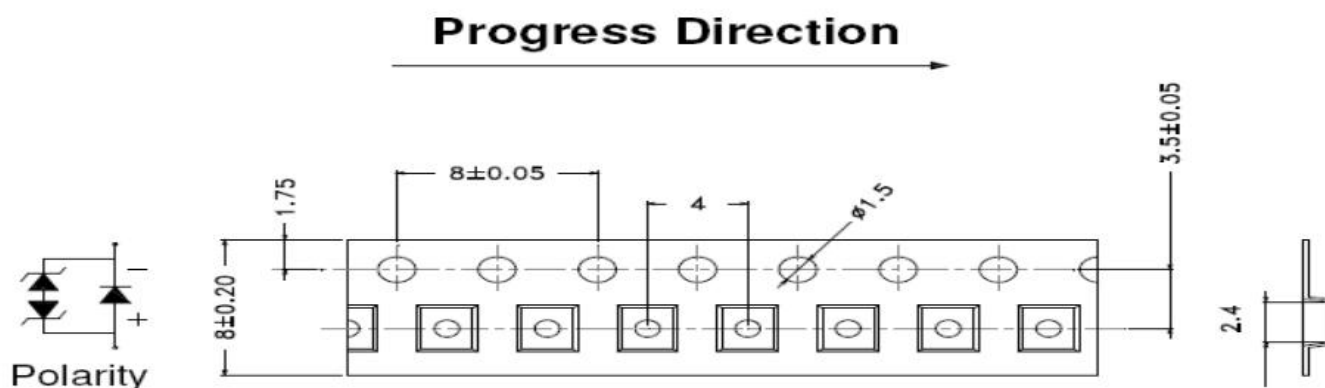 Progress Direction
3.5±0.05
8±0.05
1.75
4
ø1.5
8±0.20
−
+
2.4
Polarity